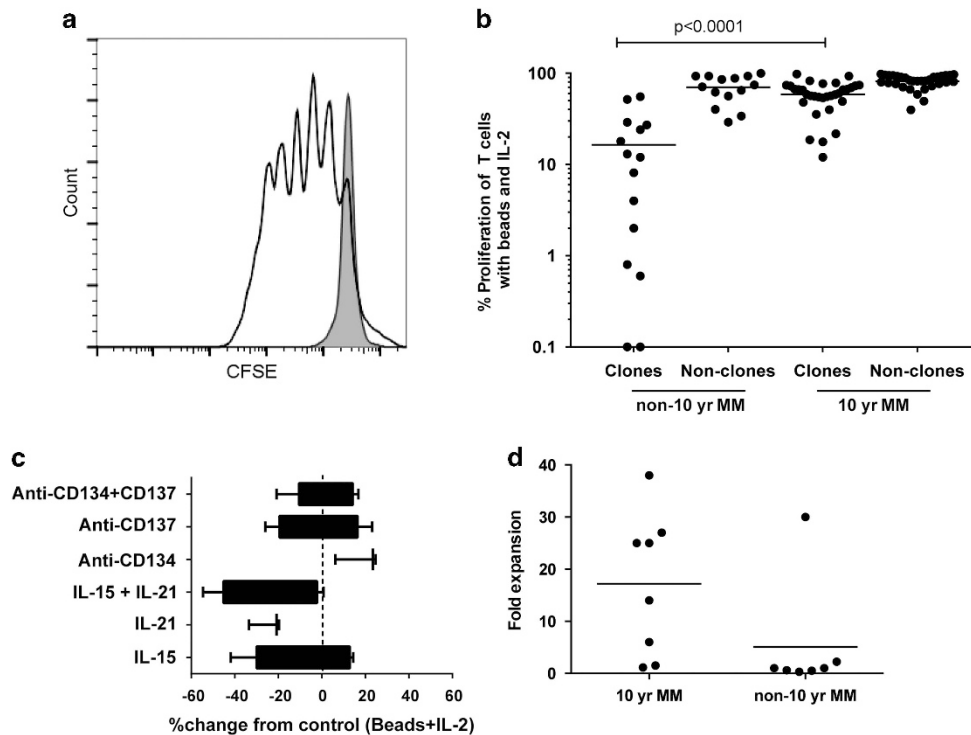 a
Count
CFSE
b
p<0.0001
% Proliferation of T cells
with beads and IL-2
100
10
1
0.1
Clones Non-clones Clones Non-clones
non-10 yr MM 10 yr MM
c
Anti-CD134+CD137
Anti-CD137
Anti-CD134
IL-15 + IL-21
IL-21
IL-15
-60 -40 -20 0 20 40 60
%change from control (Beads+IL-2)
d
Fold expansion
40
30
20
10
0
10 yr MM non-10 yr MM